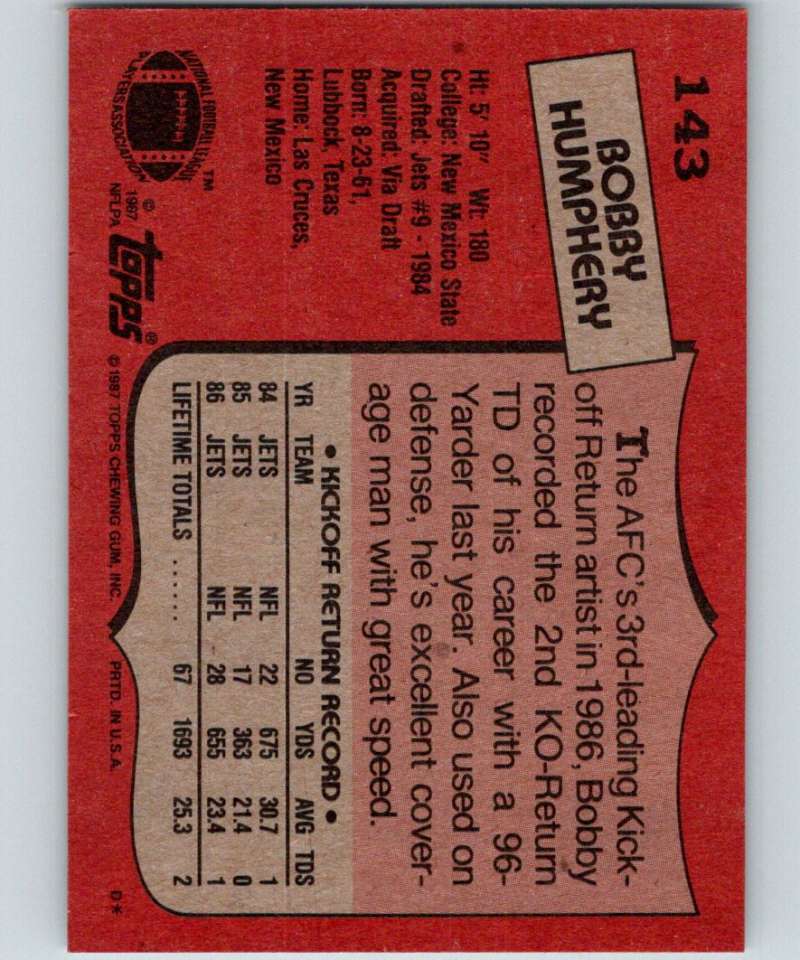 143
BOBBY
HUMPHERY
Ht: 5' 10" Wt: 180
College: New Mexico State
Drafted: Jets #9 - 1984
Acquired: Via Draft
Born: 8-23-61,
Lubbock, Texas
Home: Las Cruces,
New Mexico
NATIONAL FOOTBALL LEAGUE
PLAYERS ASSOCIATION
™
© 1987
NFLPA
topps®
The AFC's 3rd-leading Kick-
off Return artist in 1986, Bobby
recorded the 2nd KO-Return
TD of his career with a 96-
Yarder last year. Also used on
defense, he's excellent cover-
age man with great speed.
• KICKOFF RETURN RECORD •
YR TEAM NO YDS AVG TDS
84 JETS NFL 22 675 30.7 1
85 JETS NFL 17 363 21.4 0
86 JETS NFL 28 655 23.4 1
LIFETIME TOTALS ...... 67 1693 25.3 2
© 1987 TOPPS CHEWING GUM, INC. PRTD. IN U.S.A. D*